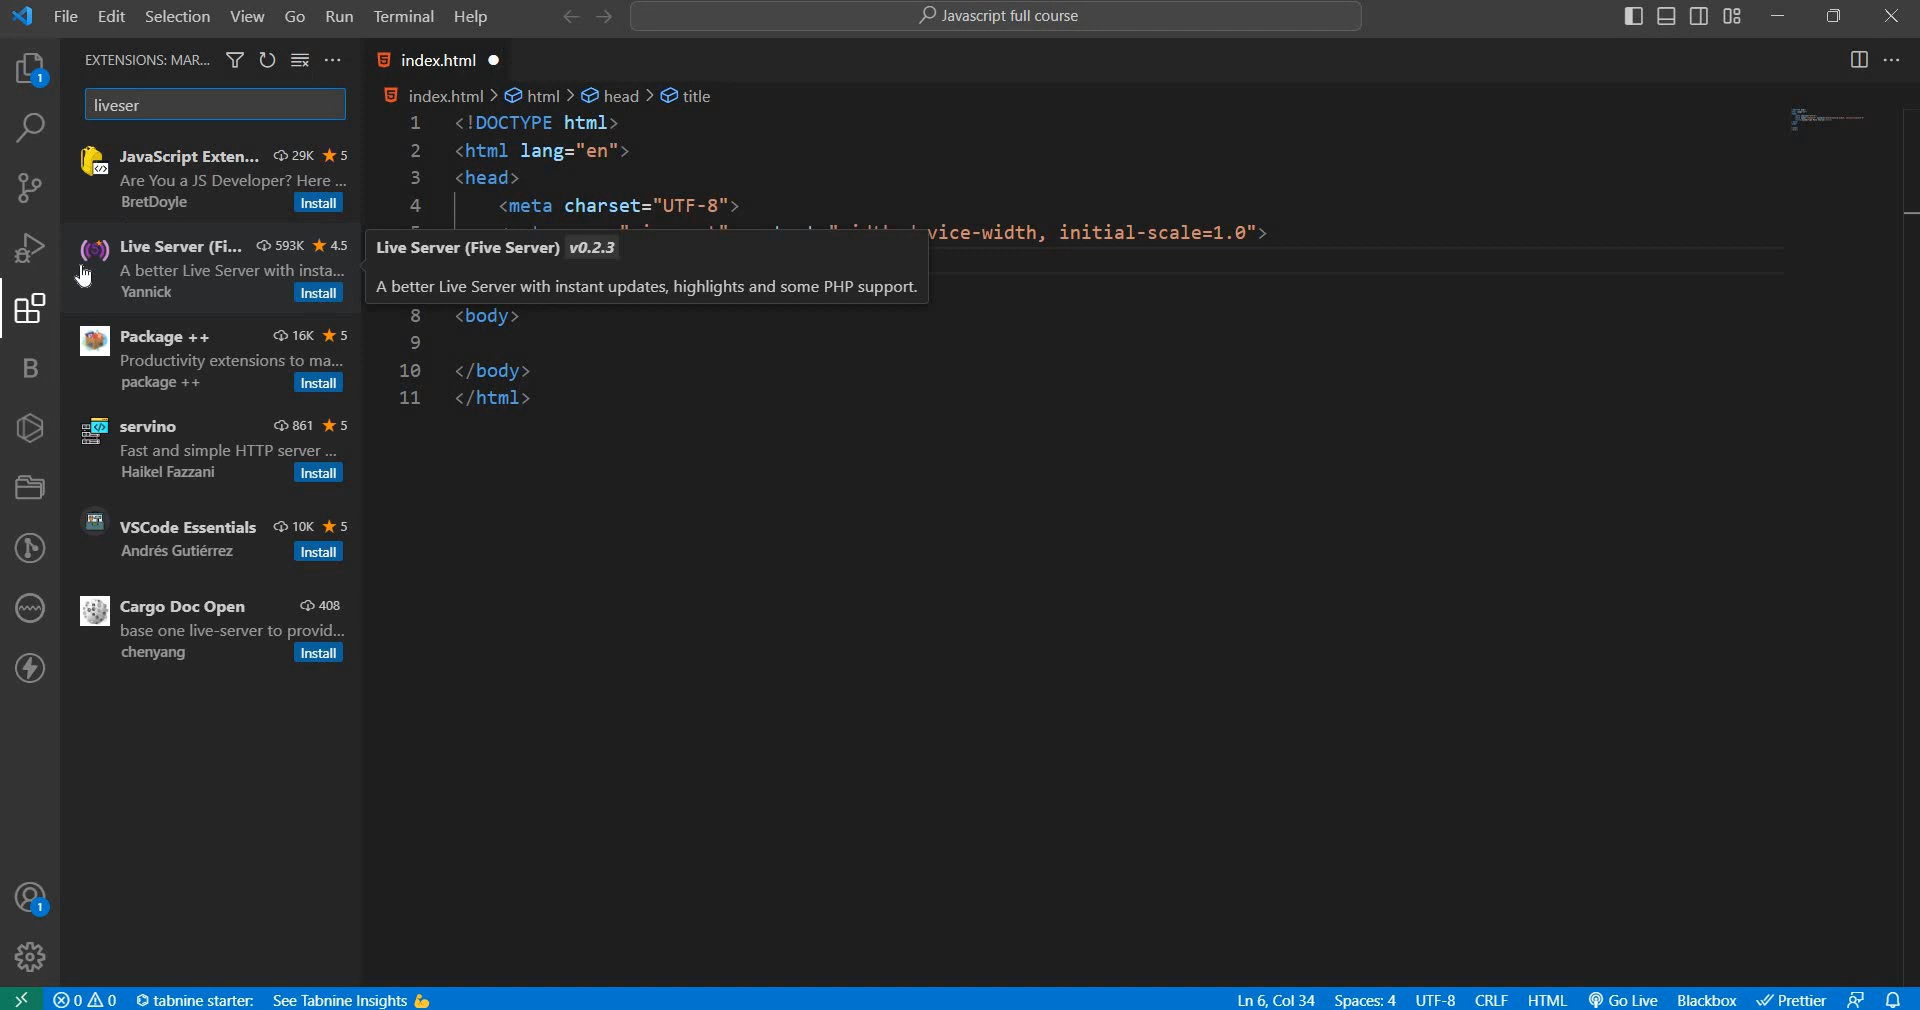 File Edit Selection View Go Run Terminal Help
Javascript full course
EXTENSIONS: MAR...
liveser
JavaScript Exten... 29K 5
Are You a JS Developer? Here ...
BretDoyle Install
Live Server (Fi... 593K 4.5
A better Live Server with insta...
Yannick Install
Package ++ 16K 5
Productivity extensions to ma...
package ++ Install
servino 861 5
Fast and simple HTTP server ...
Haikel Fazzani Install
VSCode Essentials 10K 5
Andrés Gutiérrez Install
Cargo Doc Open 408
base one live-server to provid...
chenyang Install
1
B
1
index.html
index.html > html > head > title
1 <!DOCTYPE html>
2 <html lang="en">
3 <head>
4 <meta charset="UTF-8">
vice-width, initial-scale=1.0">
Live Server (Five Server) v0.2.3
A better Live Server with instant updates, highlights and some PHP support.
8 <body>
9
10 </body>
11 </html>
0 0 tabnine starter: See Tabnine Insights Ln 6, Col 34 Spaces: 4 UTF-8 CRLF HTML Go Live Blackbox Prettier